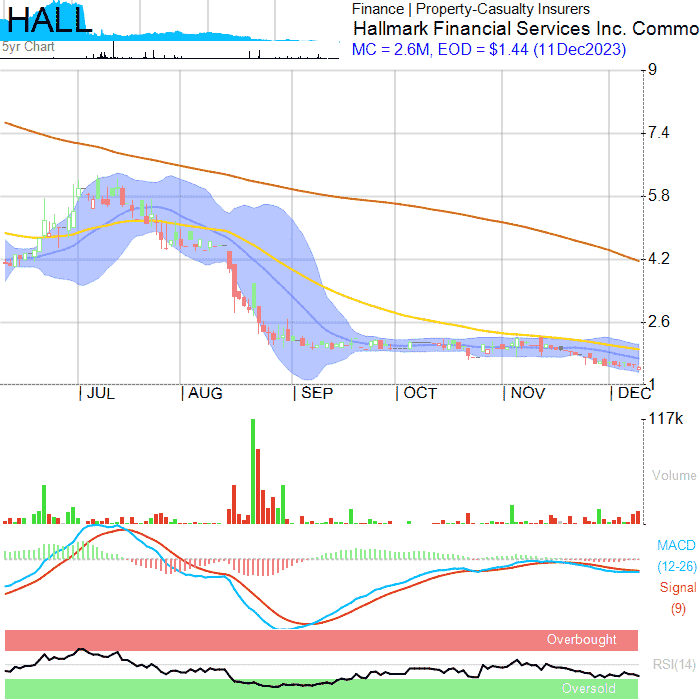 HALL
5yr Chart
Finance | Property-Casualty Insurers
Hallmark Financial Services Inc. Commo
MC = 2.6M, EOD = $1.44 (11Dec2023)
9
7.4
5.8
4.2
2.6
1
JUL AUG SEP OCT NOV DEC
117k
Volume
MACD
(12-26)
Signal
(9)
Overbought
RSI(14)
Oversold